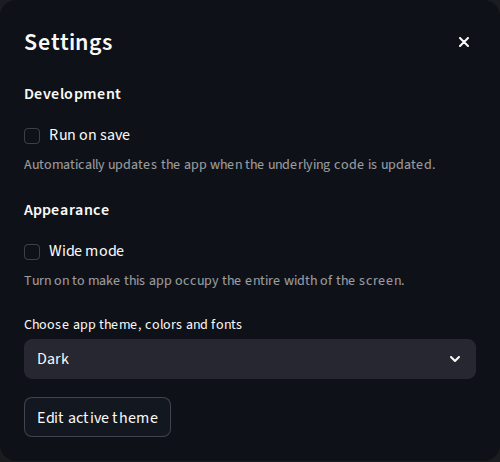 Settings
Development
Run on save
Automatically updates the app when the underlying code is updated.
Appearance
Wide mode
Turn on to make this app occupy the entire width of the screen.
Choose app theme, colors and fonts
Dark
Edit active theme